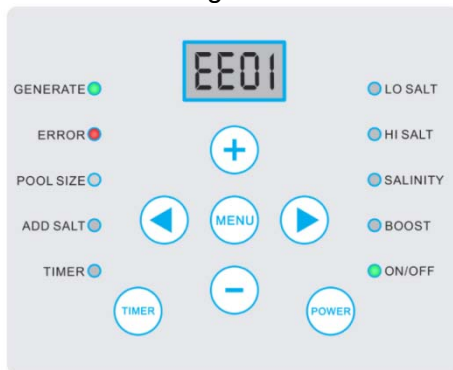 EE01
GENERATE
LO SALT
ERROR
HI SALT
POOL SIZE
SALINITY
MENU
ADD SALT
BOOST
TIMER
ON/OFF
TIMER
POWER